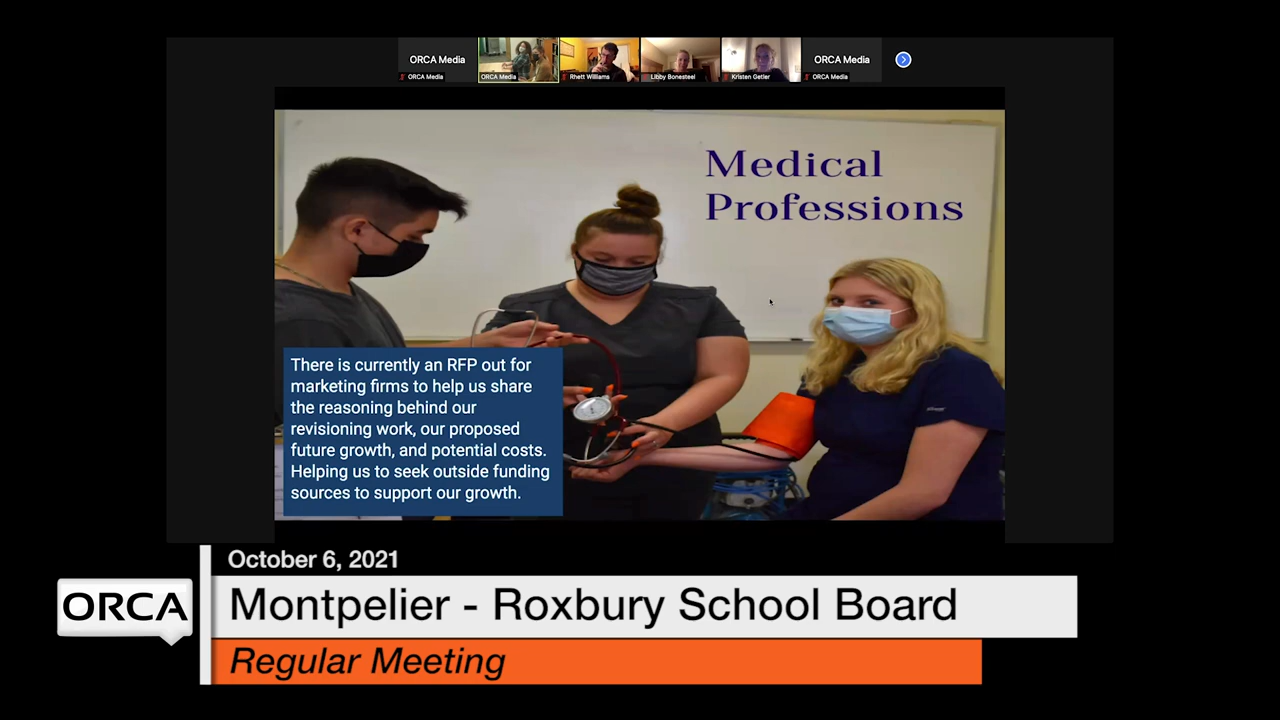 ORCA Media
ORCA Media
ORCA Media
ORCA Media
Rhett Williams
Libby Bonesteel
Kristen Getler
ORCA Media
Medical
Professions
There is currently an RFP out for
marketing firms to help us share
the reasoning behind our
revisioning work, our proposed
future growth, and potential costs.
Helping us to seek outside funding
sources to support our growth.
October 6, 2021
ORCA
Montpelier - Roxbury School Board
Regular Meeting